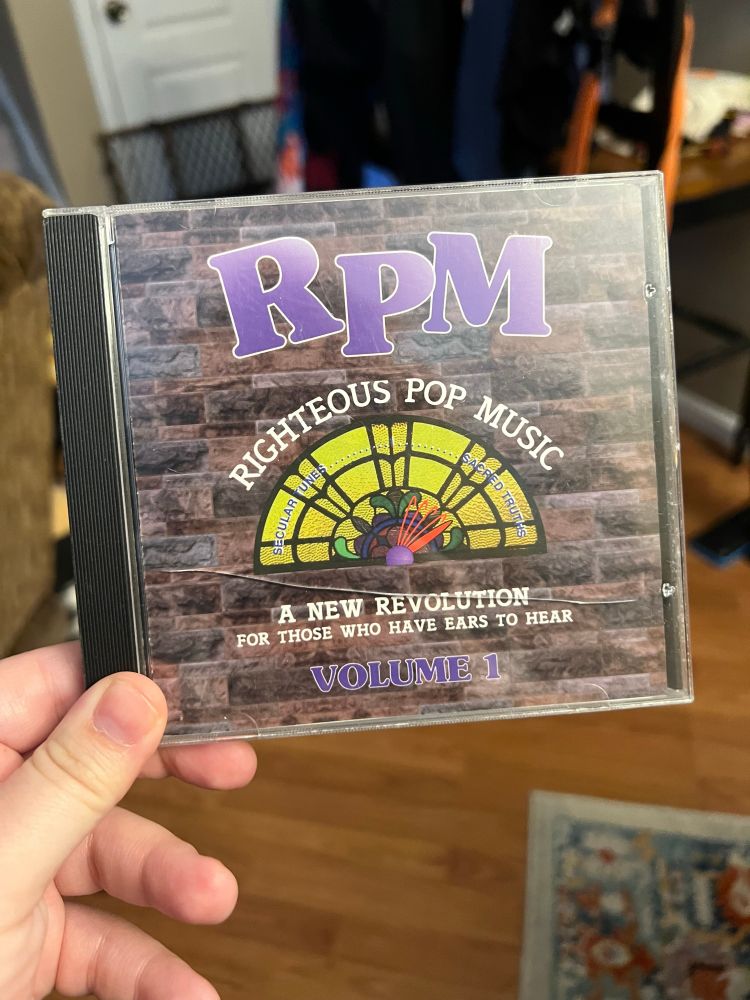 RPM
RIGHTEOUS POP MUSIC
SECULAR TUNES
SACRED TRUTHS
A NEW REVOLUTION
FOR THOSE WHO HAVE EARS TO HEAR
VOLUME 1